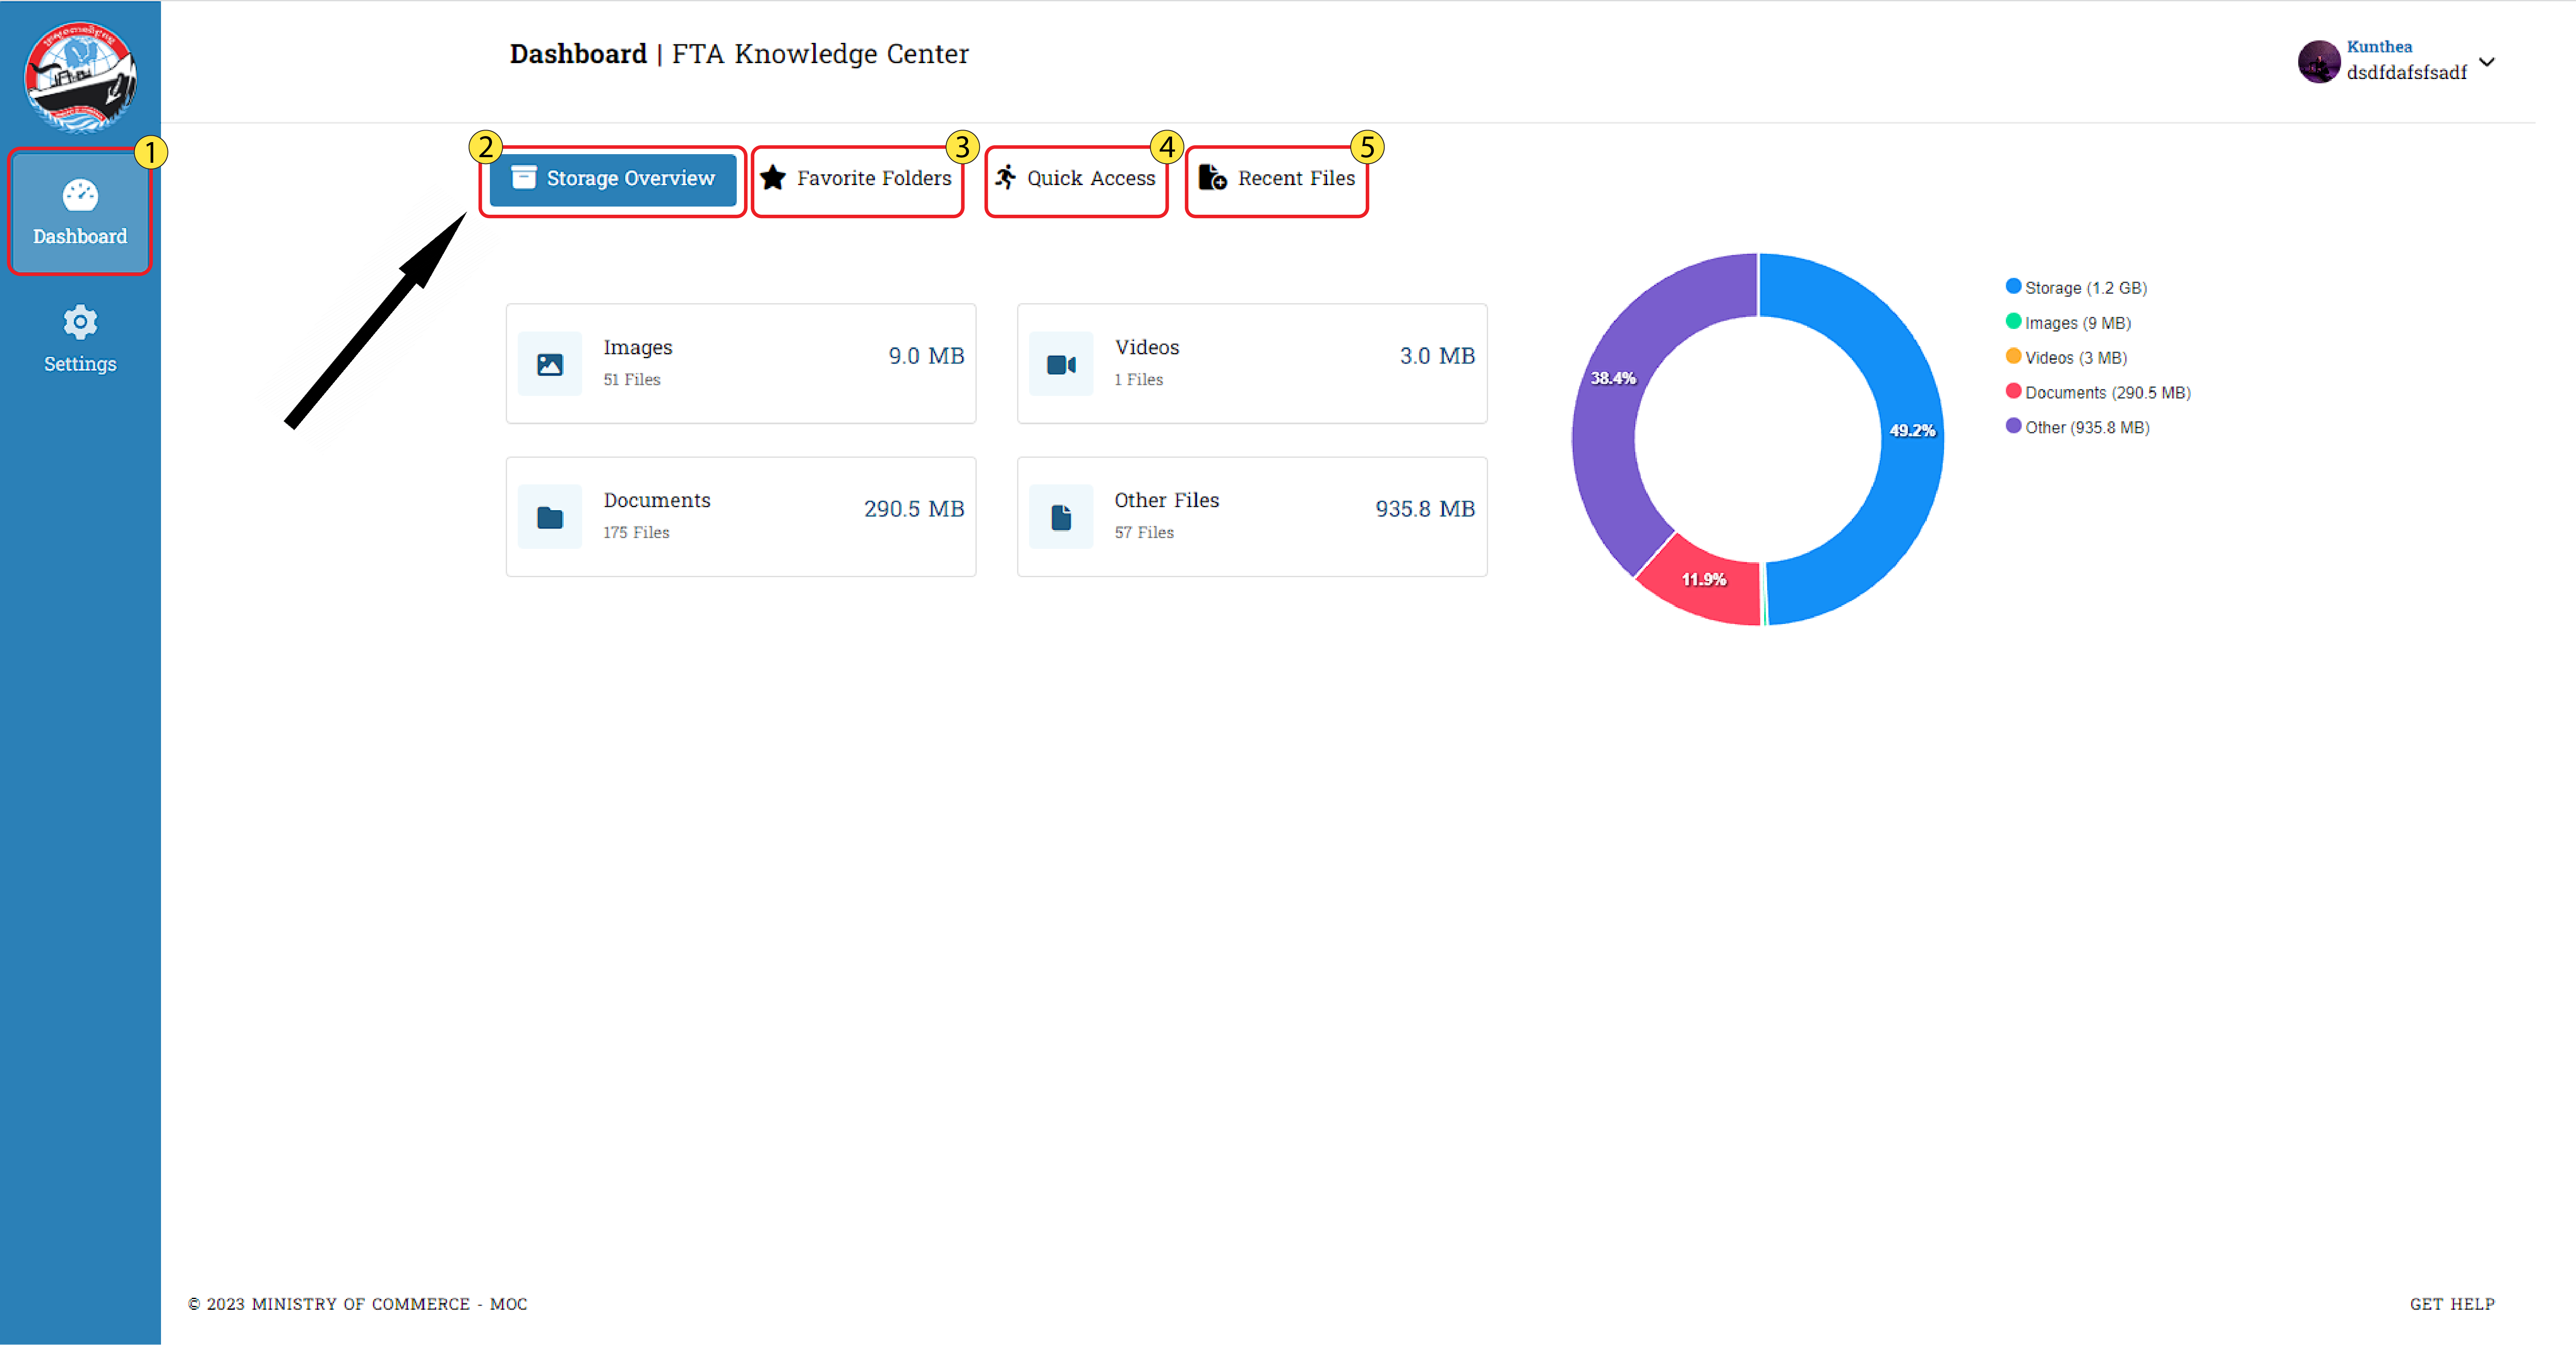 Dashboard | FTA Knowledge Center
Kunthea
dsdfdafsfsadf
1
Dashboard
Settings
2
Storage Overview
3
Favorite Folders
4
Quick Access
5
Recent Files
Images
51 Files
9.0 MB
Videos
1 Files
3.0 MB
Documents
175 Files
290.5 MB
Other Files
57 Files
935.8 MB
38.4%
49.2%
11.9%
Storage (1.2 GB)
Images (9 MB)
Videos (3 MB)
Documents (290.5 MB)
Other (935.8 MB)
© 2023 MINISTRY OF COMMERCE - MOC
GET HELP